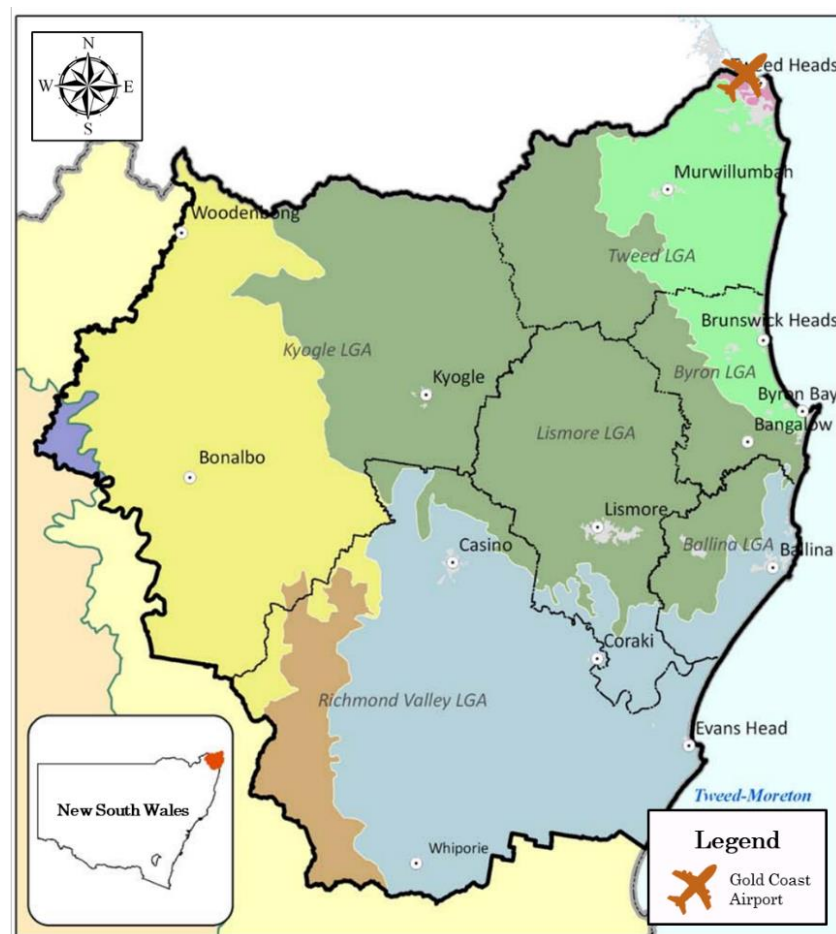 N
W E
S
Tweed Heads
Murwillumbah
Woodenbong
Tweed LGA
Brunswick Heads
Kyogle LGA
Byron LGA
Kyogle
Byron Bay
Lismore LGA
Bangalow
Bonalbo
Lismore
Casino
Ballina LGA
Ballina
Coraki
Richmond Valley LGA
Evans Head
New South Wales
Tweed-Moreton
Whiporie
Legend
Gold Coast
Airport